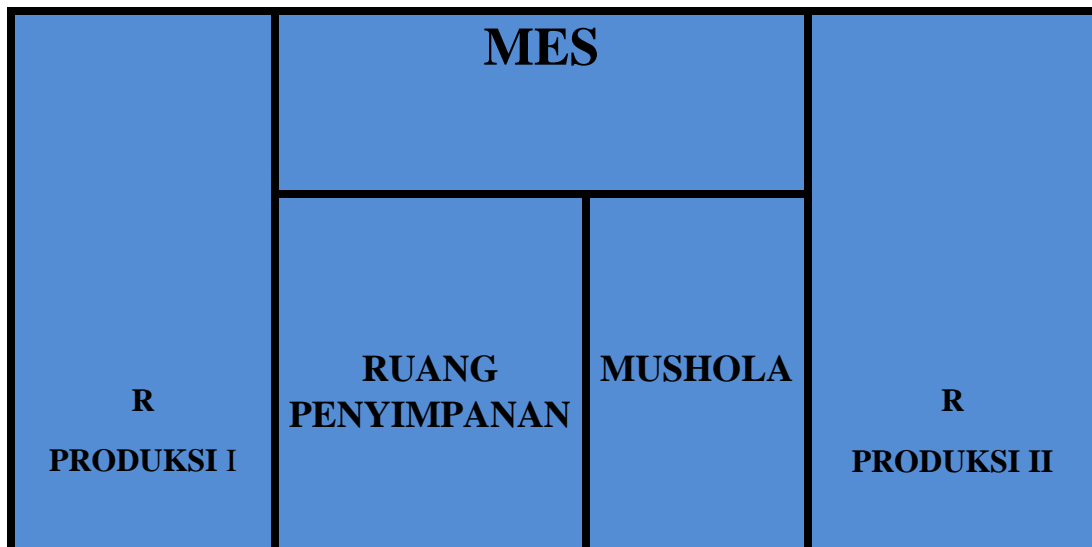 MES
RUANG
PENYIMPANAN
MUSHOLA
R
PRODUKSI I
R
PRODUKSI II